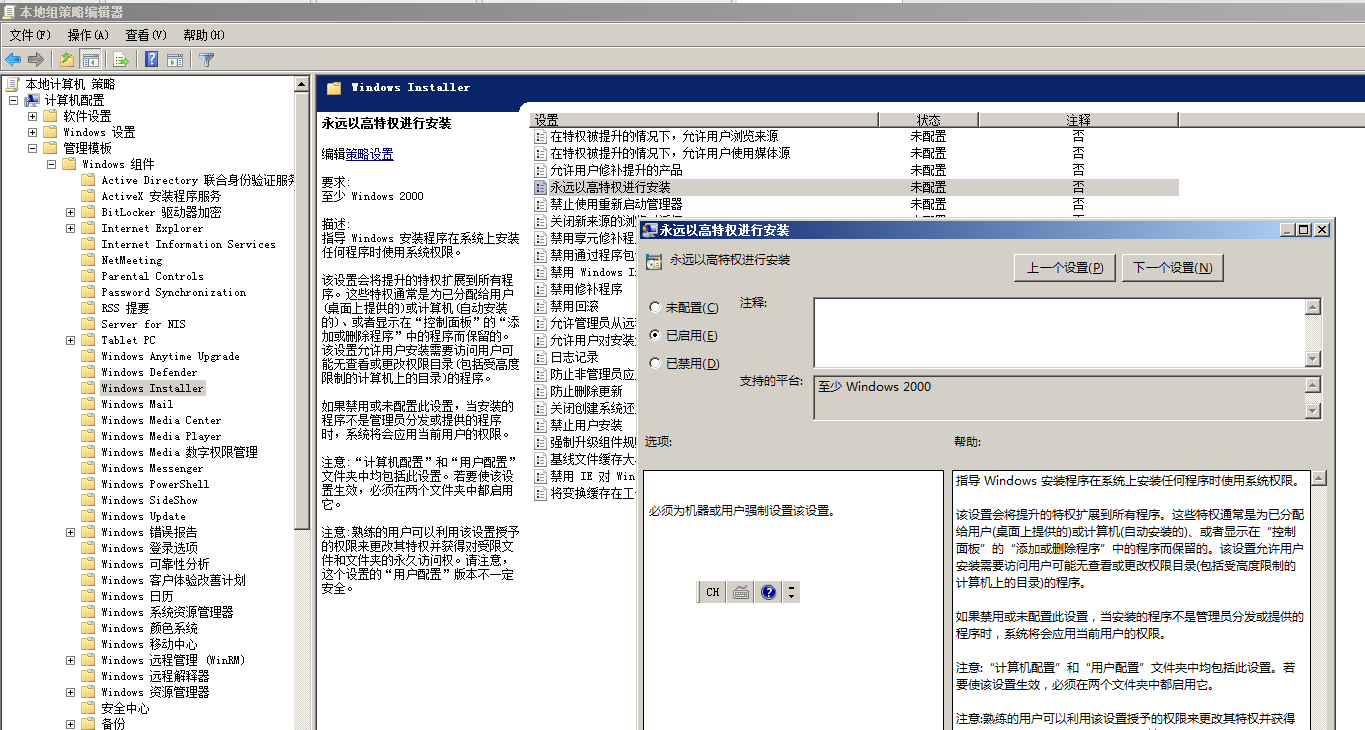 本地组策略编辑器
文件(F) 操作(A) 查看(V) 帮助(H)
本地计算机 策略
计算机配置
软件设置
Windows 设置
管理模板
Windows 组件
Active Directory 联合身份验证服务
ActiveX 安装程序服务
BitLocker 驱动器加密
Internet Explorer
Internet Information Services
NetMeeting
Parental Controls
Password Synchronization
RSS 提要
Server for NIS
Tablet PC
Windows Anytime Upgrade
Windows Defender
Windows Installer
Windows Mail
Windows Media Center
Windows Media Player
Windows Media 数字权限管理
Windows Messenger
Windows PowerShell
Windows SideShow
Windows Update
Windows 错误报告
Windows 登录选项
Windows 可靠性分析
Windows 客户体验改善计划
Windows 日历
Windows 系统资源管理器
Windows 颜色系统
Windows 移动中心
Windows 远程管理 (WinRM)
Windows 远程解释器
Windows 资源管理器
安全中心
备份
Windows Installer
永远以高特权进行安装
编辑策略设置
要求:
至少 Windows 2000
描述:
指导 Windows 安装程序在系统上安装
任何程序时使用系统权限。
该设置会将提升的特权扩展到所有程
序。这些特权通常是为已分配给用户
(桌面上提供的)或计算机(自动安装
的)、或者显示在“控制面板”的“添
加或删除程序”中的程序而保留的。
该设置允许用户安装需要访问用户可
能无查看或更改权限目录(包括受高度
限制的计算机上的目录)的程序。
如果禁用或未配置此设置，当安装的
程序不是管理员分发或提供的程序
时，系统将会应用当前用户的权限。
注意:“计算机配置”和“用户配置”
文件夹中均包括此设置。若要使该设
置生效，必须在两个文件夹中都启用
它。
注意:熟练的用户可以利用该设置授予
的权限来更改其特权并获得对受限文
件和文件夹的永久访问权。请注意，
这个设置的“用户配置”版本不一定
安全。
设置 状态 注释
在特权被提升的情况下，允许用户浏览来源 未配置 否
在特权被提升的情况下，允许用户使用媒体源 未配置 否
允许用户修补提升的产品 未配置 否
永远以高特权进行安装 未配置 否
禁止使用重新启动管理器 未配置 否
关闭新来源的浏
禁用享元修补程
禁用通过程序包
禁用 Windows I
禁用修补程序
禁用回滚
允许管理员从远
允许用户对安装
日志记录
防止非管理员应
防止删除更新
关闭创建系统还
禁止用户安装
强制升级组件规
基线文件缓存大
禁用 IE 对 Win
将变换缓存在工
永远以高特权进行安装
永远以高特权进行安装
上一个设置(P) 下一个设置(N)
未配置(C) 注释:
已启用(E)
已禁用(D)
支持的平台: 至少 Windows 2000
选项: 帮助:
必须为机器或用户强制设置该设置。
CH
指导 Windows 安装程序在系统上安装任何程序时使用系统权限。
该设置会将提升的特权扩展到所有程序。这些特权通常是为已分配
给用户(桌面上提供的)或计算机(自动安装的)、或者显示在“控制
面板”的“添加或删除程序”中的程序而保留的。该设置允许用户
安装需要访问用户可能无查看或更改权限目录(包括受高度限制的
计算机上的目录)的程序。
如果禁用或未配置此设置，当安装的程序不是管理员分发或提供的
程序时，系统将会应用当前用户的权限。
注意:“计算机配置”和“用户配置”文件夹中均包括此设置。若
要使该设置生效，必须在两个文件夹中都启用它。
注意:熟练的用户可以利用该设置授予的权限来更改其特权并获得